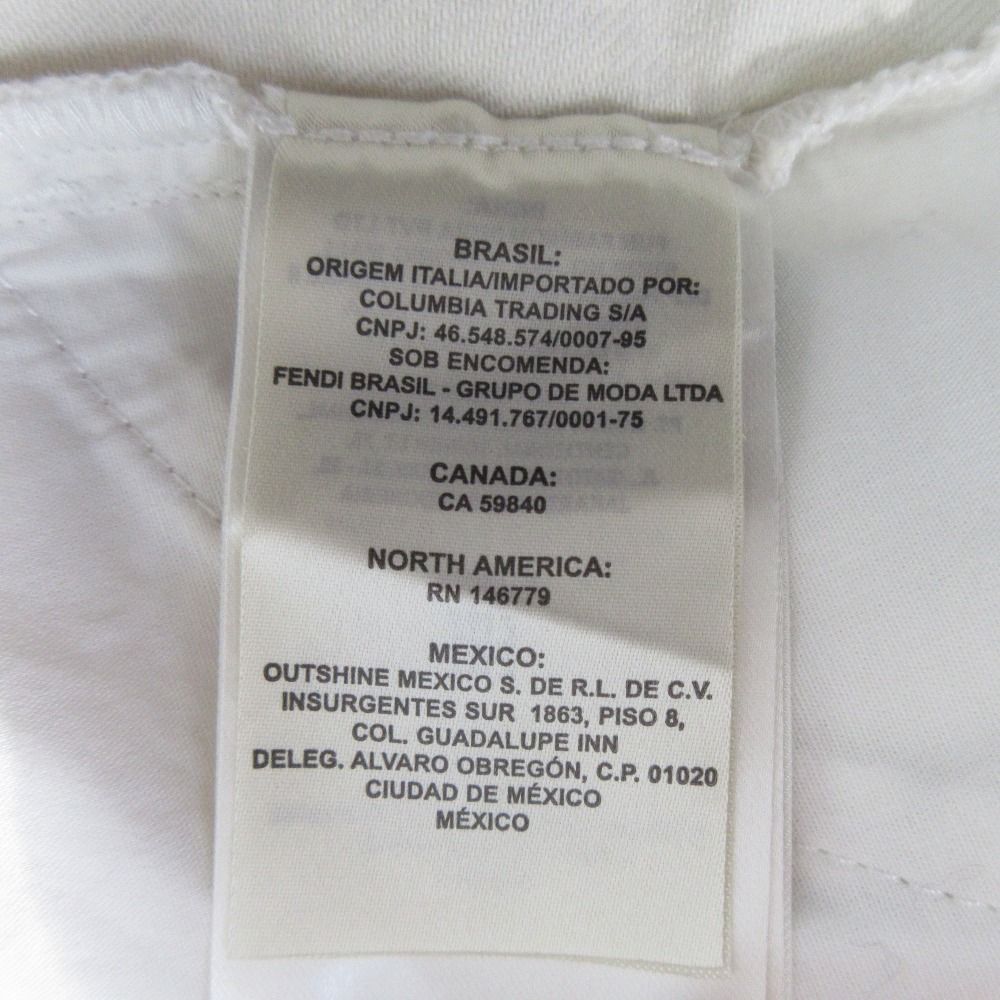 BRASIL:
ORIGEM ITALIA/IMPORTADO POR:
COLUMBIA TRADING S/A
CNPJ: 46.548.574/0007-95
SOB ENCOMENDA:
FENDI BRASIL - GRUPO DE MODA LTDA
CNPJ: 14.491.767/0001-75
CANADA:
CA 59840
NORTH AMERICA:
RN 146779
MEXICO:
OUTSHINE MEXICO S. DE R.L. DE C.V.
INSURGENTES SUR 1863, PISO 8,
COL. GUADALUPE INN
DELEG. ALVARO OBREGÓN, C.P. 01020
CIUDAD DE MÉXICO
MÉXICO